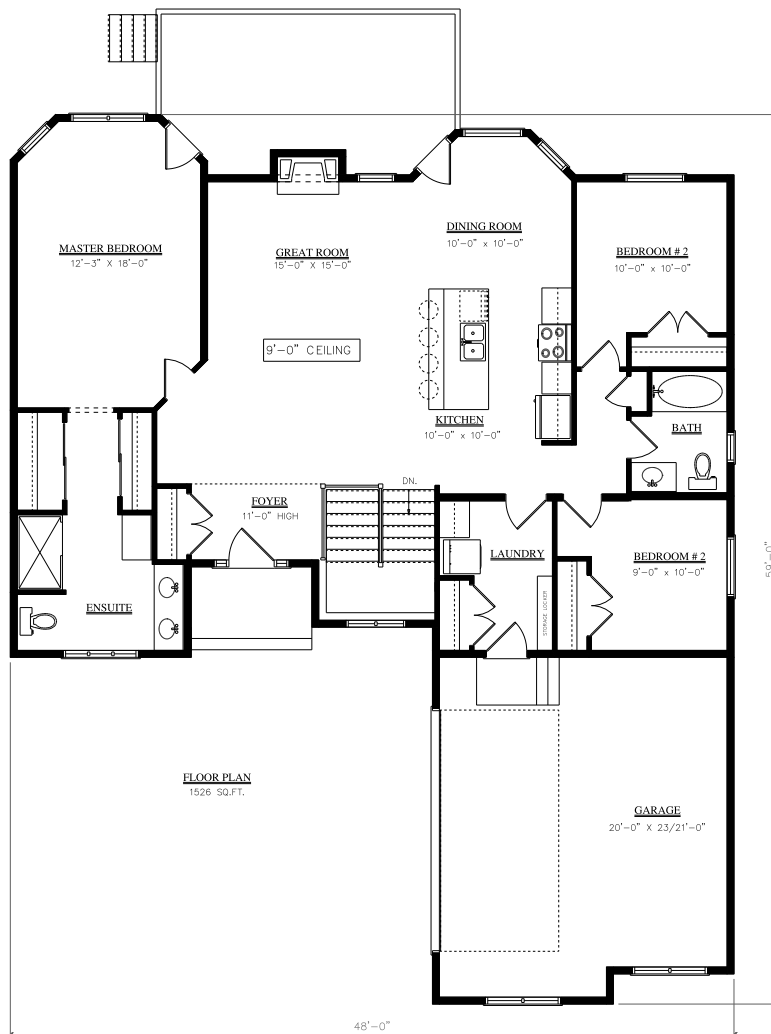 DINING ROOM
10'-0" x 10'-0"
MASTER BEDROOM
12'-3" X 18'-0"
GREAT ROOM
15'-0" X 15'-0"
BEDROOM # 2
10'-0" x 10'-0"
9'-0" CEILING
KITCHEN
10'-0" x 10'-0"
BATH
DN.
FOYER
11'-0" HIGH
LAUNDRY
BEDROOM # 2
9'-0" x 10'-0"
STORAGE LOCKER
ENSUITE
FLOOR PLAN
1526 SQ.FT.
GARAGE
20'-0" X 23/21'-0"
48'-0"